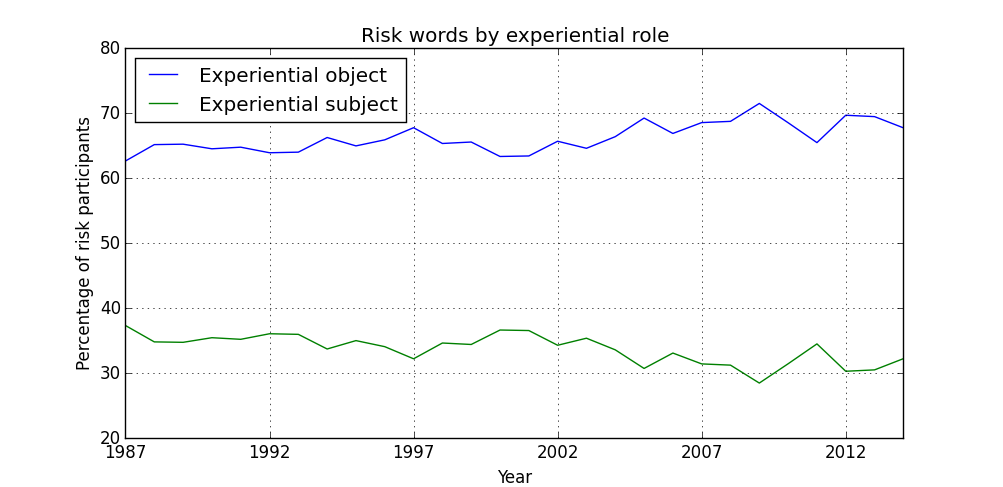 Risk words by experiential role
Experiential object
Experiential subject
Percentage of risk participants
80
70
60
50
40
30
20
1987 1992 1997 2002 2007 2012
Year